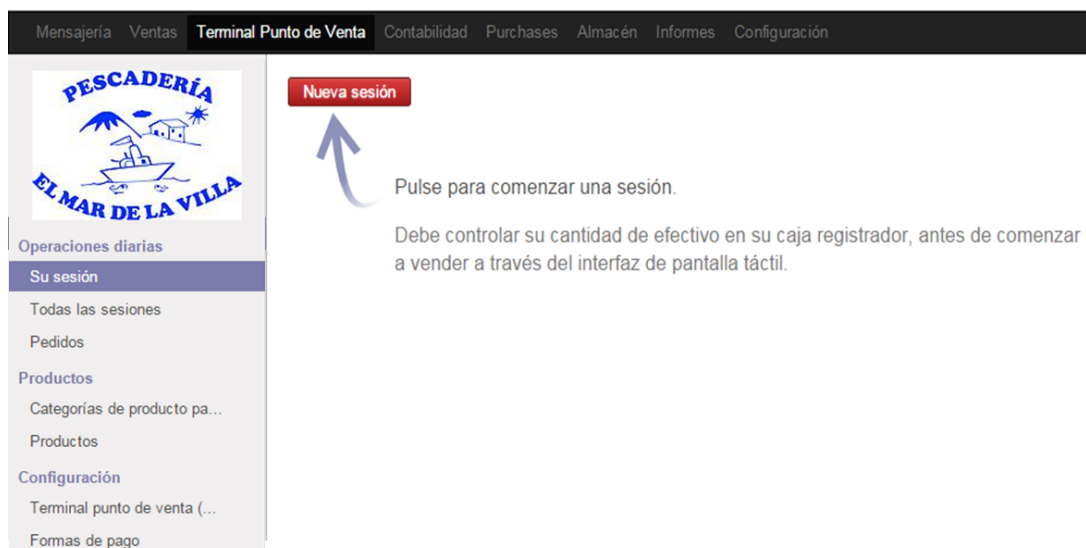 Mensajería Ventas Terminal Punto de Venta Contabilidad Purchases Almacén Informes Configuración
PESCADERÍA
EL MAR DE LA VILLA
Operaciones diarias
Su sesión
Todas las sesiones
Pedidos
Productos
Categorías de producto pa...
Productos
Configuración
Terminal punto de venta (...
Formas de pago
Nueva sesión
Pulse para comenzar una sesión.
Debe controlar su cantidad de efectivo en su caja registrador, antes de comenzar
a vender a través del interfaz de pantalla táctil.